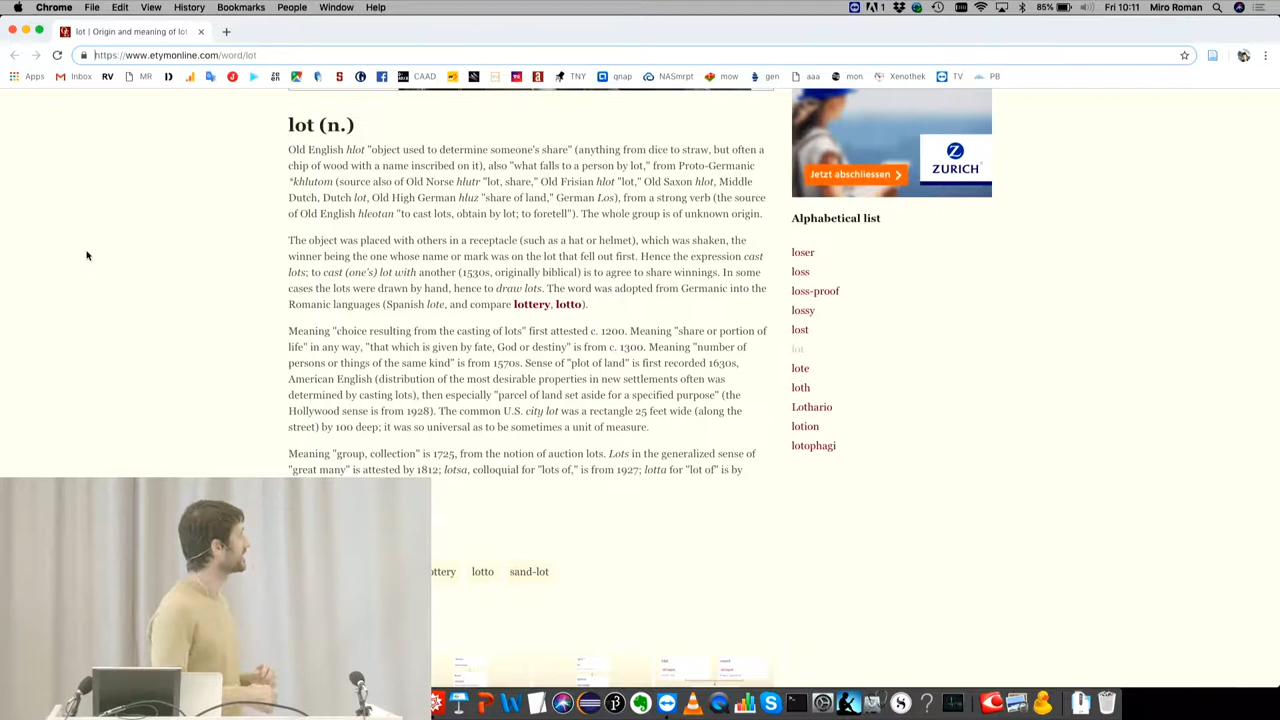 Chrome File Edit View History Bookmarks People Window Help 1 85% Fri 10:11 Miro Roman
lot | Origin and meaning of lot
https://www.etymonline.com/word/lot
Apps Inbox RV MR CAAD TNY qnap NASmrpt mow gen aaa mon Xenothek TV PB
lot (n.)
Old English hlot "object used to determine someone's share" (anything from dice to straw, but often a
chip of wood with a name inscribed on it), also "what falls to a person by lot," from Proto-Germanic
*khlutom (source also of Old Norse hlutr "lot, share," Old Frisian hlot "lot," Old Saxon hlot, Middle
Dutch, Dutch lot, Old High German hluz "share of land," German Los), from a strong verb (the source
of Old English hleotan "to cast lots, obtain by lot; to foretell"). The whole group is of unknown origin.
The object was placed with others in a receptacle (such as a hat or helmet), which was shaken, the
winner being the one whose name or mark was on the lot that fell out first. Hence the expression cast
lots; to cast (one's) lot with another (1530s, originally biblical) is to agree to share winnings. In some
cases the lots were drawn by hand, hence to draw lots. The word was adopted from Germanic into the
Romanic languages (Spanish lote, and compare lottery, lotto).
Meaning "choice resulting from the casting of lots" first attested c. 1200. Meaning "share or portion of
life" in any way, "that which is given by fate, God or destiny" is from c. 1300. Meaning "number of
persons or things of the same kind" is from 1570s. Sense of "plot of land" is first recorded 1630s,
American English (distribution of the most desirable properties in new settlements often was
determined by casting lots), then especially "parcel of land set aside for a specified purpose" (the
Hollywood sense is from 1928). The common U.S. city lot was a rectangle 25 feet wide (along the
street) by 100 deep; it was so universal as to be sometimes a unit of measure.
Meaning "group, collection" is 1725, from the notion of auction lots. Lots in the generalized sense of
"great many" is attested by 1812; lotsa, colloquial for "lots of," is from 1927; lotta for "lot of" is by
ottery lotto sand-lot
Jetzt abschliessen
Z
ZURICH
Alphabetical list
loser
loss
loss-proof
lossy
lost
lot
lote
loth
Lothario
lotion
lotophagi